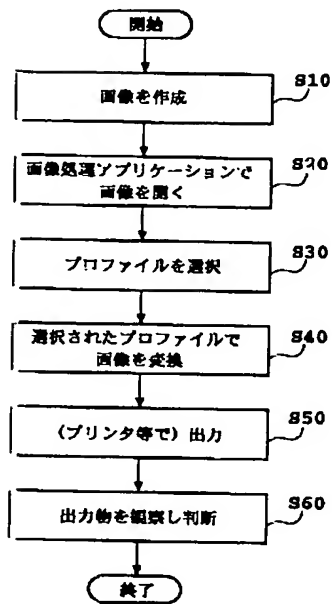 開始
画像を作成
S10
画像処理アプリケーションで
画像を開く
S20
プロファイルを選択
S30
選択されたプロファイルで
画像を変換
S40
(プリンタ等で) 出力
S50
出力物を観察し判断
S60
終了